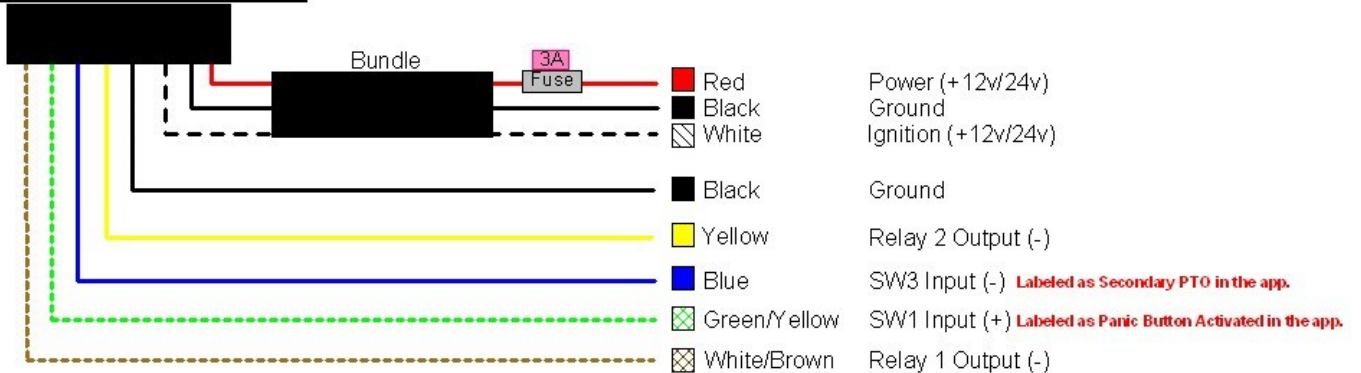 Bundle
3A
Fuse
Red Power (+12v/24v)
Black Ground
White Ignition (+12v/24v)
Black Ground
Yellow Relay 2 Output (-)
Blue SW3 Input (-) Labeled as Secondary PTO in the app.
Green/Yellow SW1 Input (+) Labeled as Panic Button Activated in the app.
White/Brown Relay 1 Output (-)